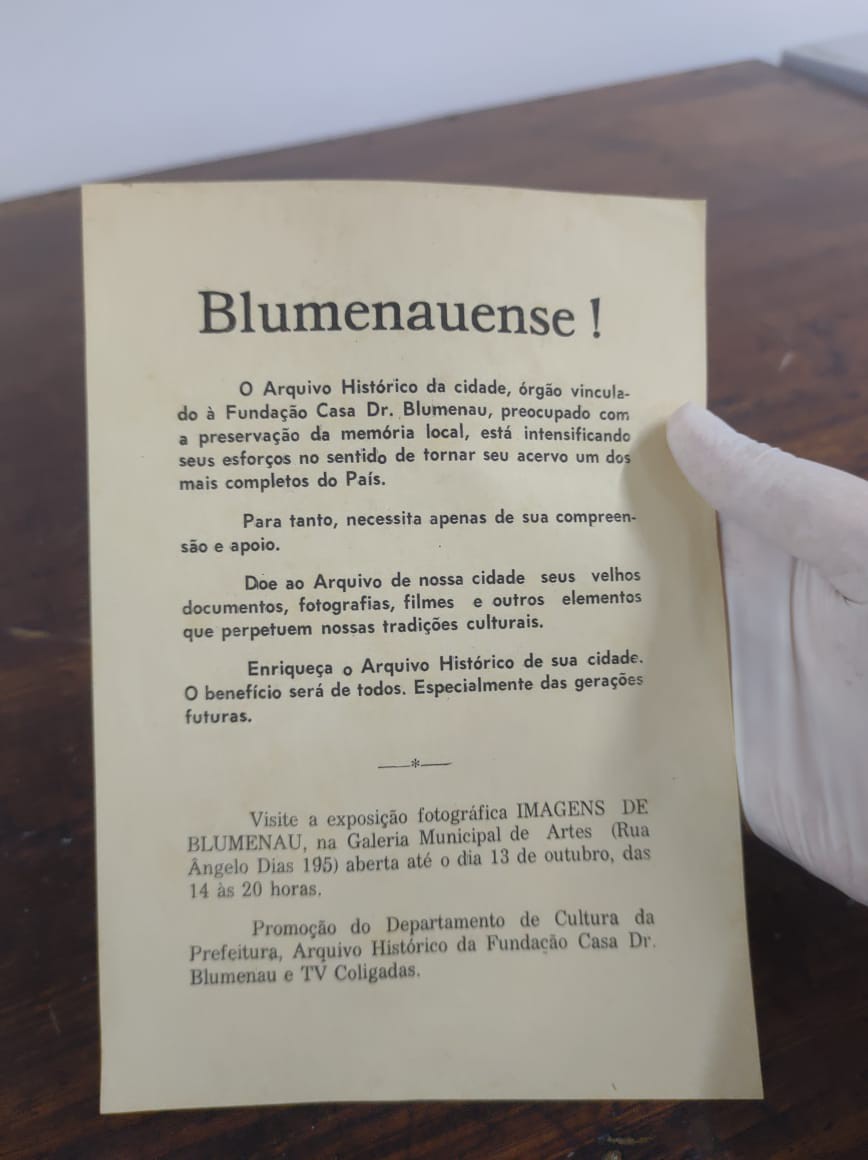 Blumenauense !
O Arquivo Histórico da cidade, órgão vincula-
do à Fundação Casa Dr. Blumenau, preocupado com
a preservação da memória local, está intensificando
seus esforços no sentido de tornar seu acervo um dos
mais completos do País.
Para tanto, necessita apenas de sua compreen-
são e apoio.
Doe ao Arquivo de nossa cidade seus velhos
documentos, fotografias, filmes e outros elementos
que perpetuem nossas tradições culturais.
Enriqueça o Arquivo Histórico de sua cidade.
O benefício será de todos. Especialmente das gerações
futuras.
—*—
Visite a exposição fotográfica IMAGENS DE
BLUMENAU, na Galeria Municipal de Artes (Rua
Ângelo Dias 195) aberta até o dia 13 de outubro, das
14 às 20 horas.
Promoção do Departamento de Cultura da
Prefeitura, Arquivo Histórico da Fundação Casa Dr.
Blumenau e TV Coligadas.